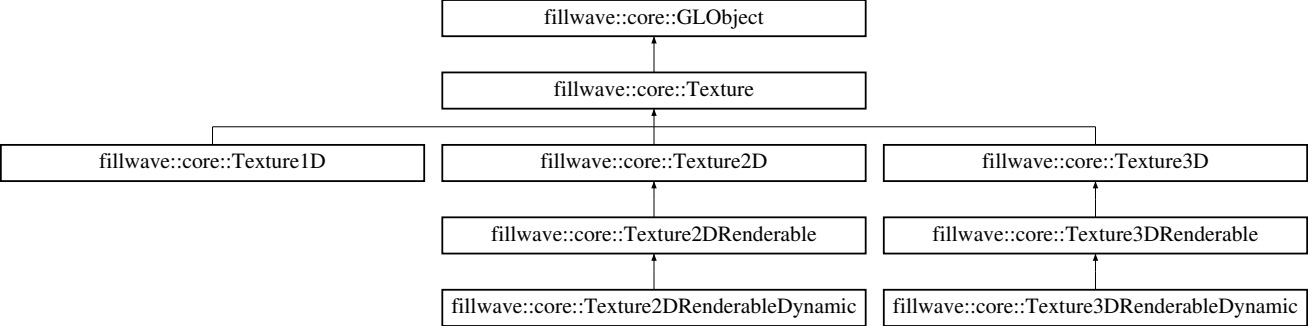 fillwave::core::GLObject
fillwave::core::Texture
fillwave::core::Texture1D
fillwave::core::Texture2D
fillwave::core::Texture3D
fillwave::core::Texture2DRenderable
fillwave::core::Texture3DRenderable
fillwave::core::Texture2DRenderableDynamic
fillwave::core::Texture3DRenderableDynamic